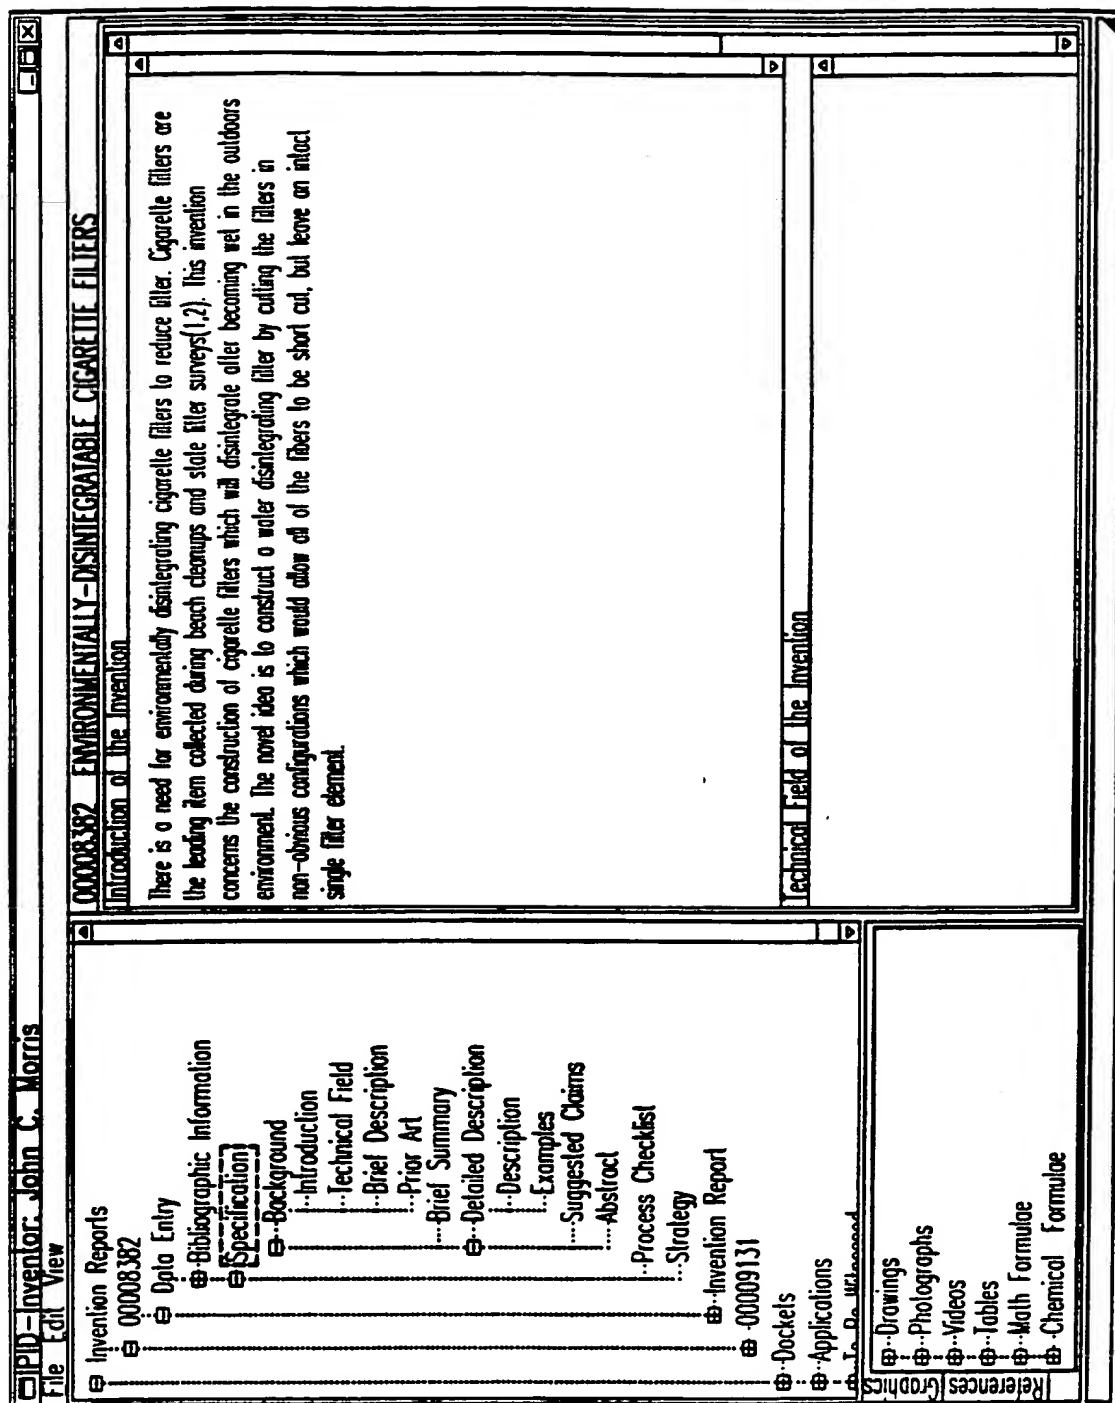 IPID-Inventor: John C. Morris
File Edit View
Invention Reports
00008382
Data Entry
Bibliographic Information
Specification
Background
Introduction
Technical Field
Brief Description
Prior Art
Brief Summary
Detailed Description
Description
Examples
Suggested Claims
Abstract
Process Checklist
Strategy
Invention Report
00009131
Dockets
Applications
To Be Witnessed
Graphics
References
Drawings
Photographs
Videos
Tables
Math Formulae
Chemical Formulae
00008382 ENVIRONMENTALLY-DISINTEGRATABLE CIGARETTE FILTERS
Introduction of the Invention
There is a need for environmentally disintegrating cigarette filters to reduce litter. Cigarette filters are
the leading item collected during beach cleanups and state litter surveys(1,2). This invention
concerns the construction of cigarette filters which will disintegrate after becoming wet in the outdoors
environment. The novel idea is to construct a water disintegrating filter by cutting the filters in
non-obvious configurations which would allow all of the fibers to be short cut, but leave an intact
single filter element.
Technical Field of the Invention